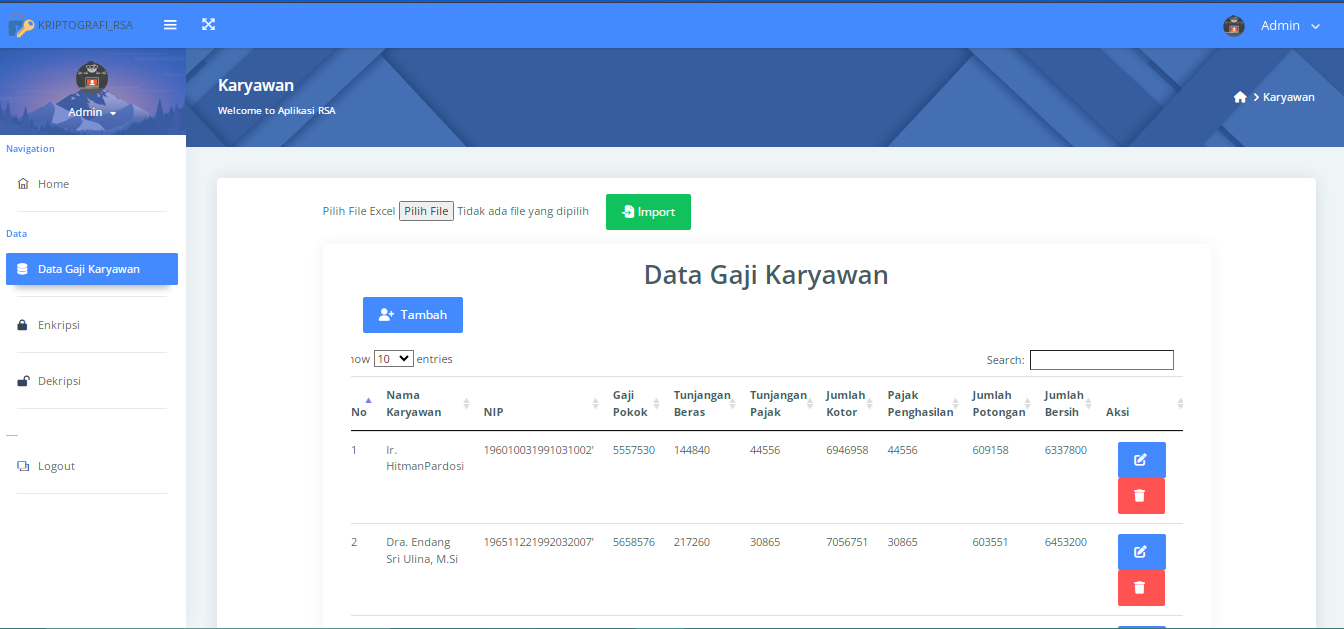 KRIPTOGRAFI_RSA
Admin
Admin
Karyawan
Welcome to Aplikasi RSA
Karyawan
Navigation
Home
Data
Data Gaji Karyawan
Enkripsi
Dekripsi
Logout
Pilih File Excel Pilih File Tidak ada file yang dipilih Import
Data Gaji Karyawan
Tambah
how 10 entries Search:
No Nama Karyawan NIP Gaji Pokok Tunjangan Beras Tunjangan Pajak Jumlah Kotor Pajak Penghasilan Jumlah Potongan Jumlah Bersih Aksi
1 Ir. HitmanPardosi 196010031991031002' 5557530 144840 44556 6946958 44556 609158 6337800
2 Dra. Endang Sri Ulina, M.Si 196511221992032007' 5658576 217260 30865 7056751 30865 603551 6453200